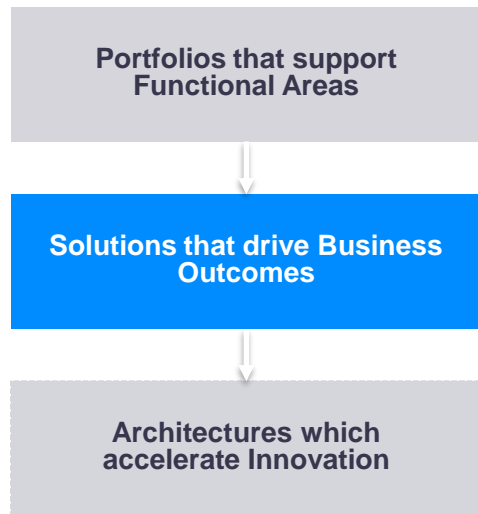 Portfolios that support
Functional Areas
Solutions that drive Business
Outcomes
Architectures which
accelerate Innovation